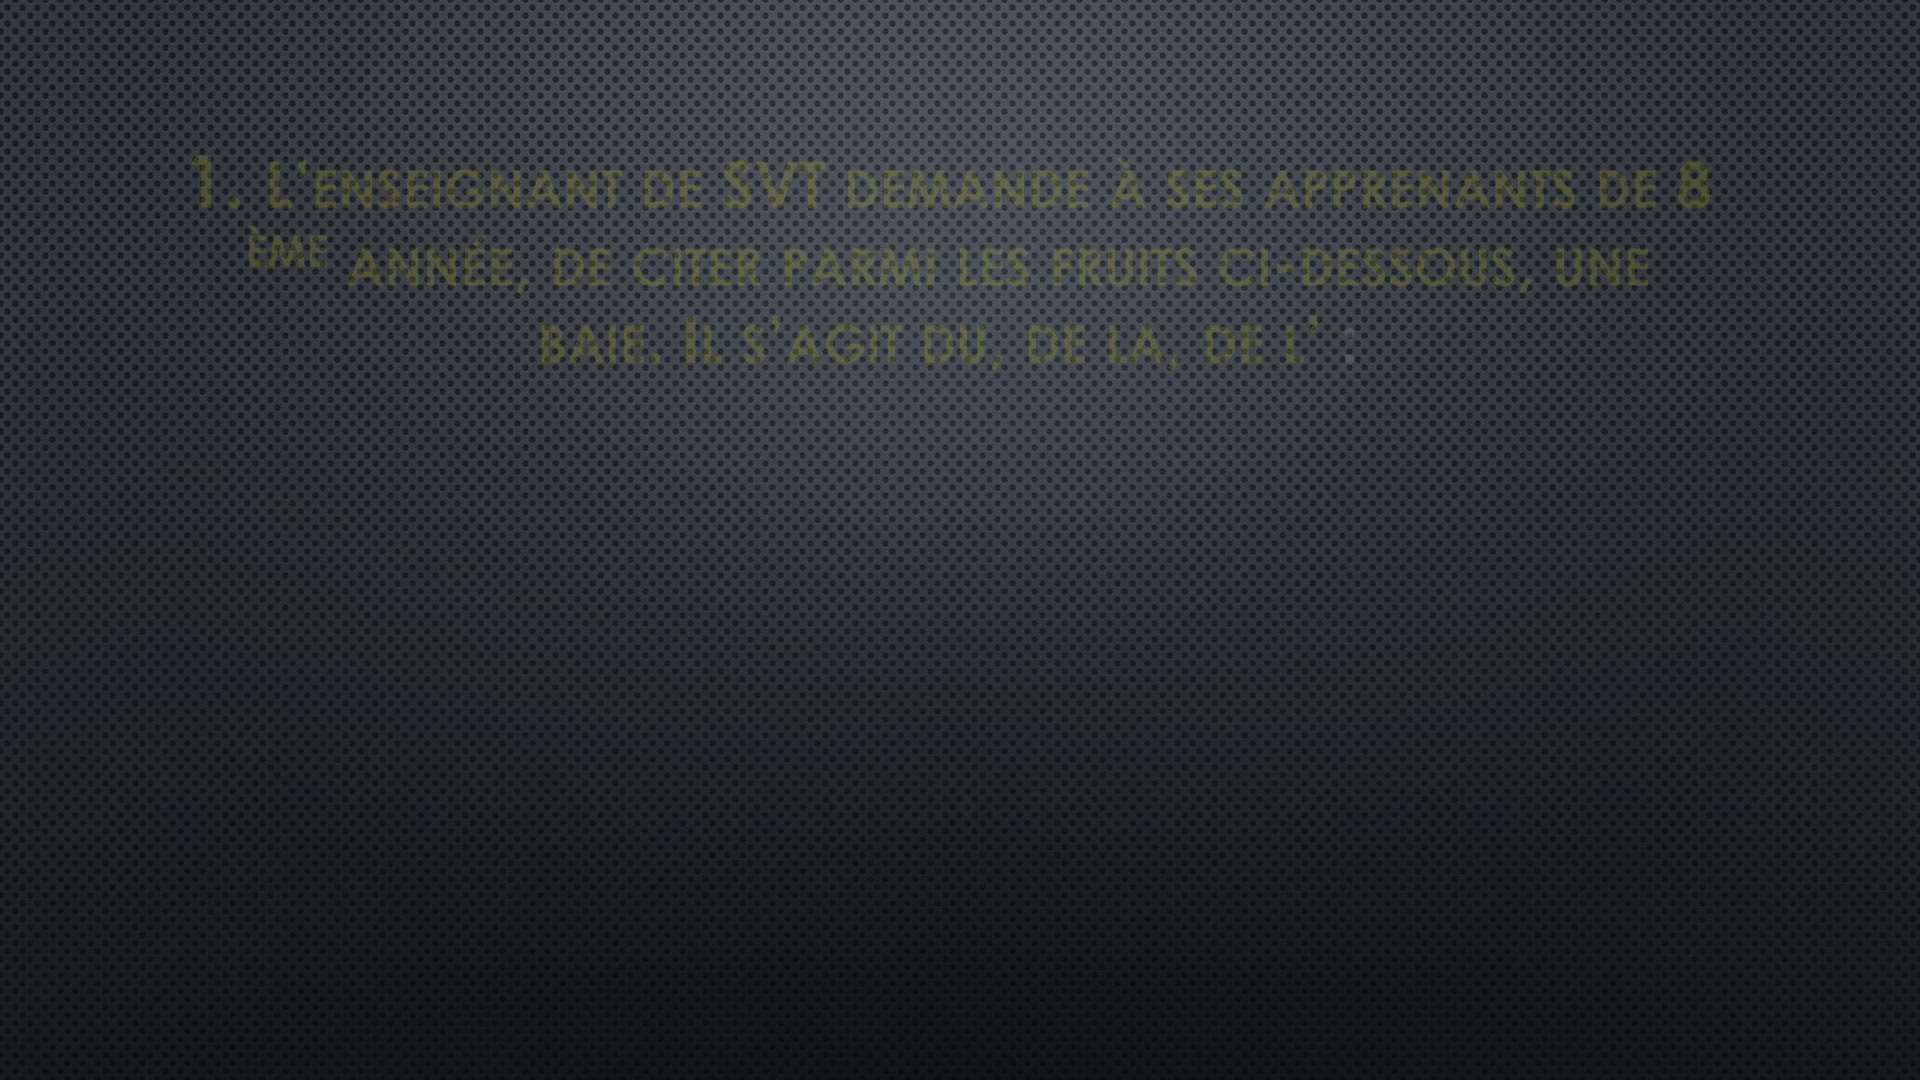 1. L'enseignant de SVT demande à ses apprenants de 8
ème année, de citer parmi les fruits ci-dessous, une
baie. Il s'agit du, de la, de l' :